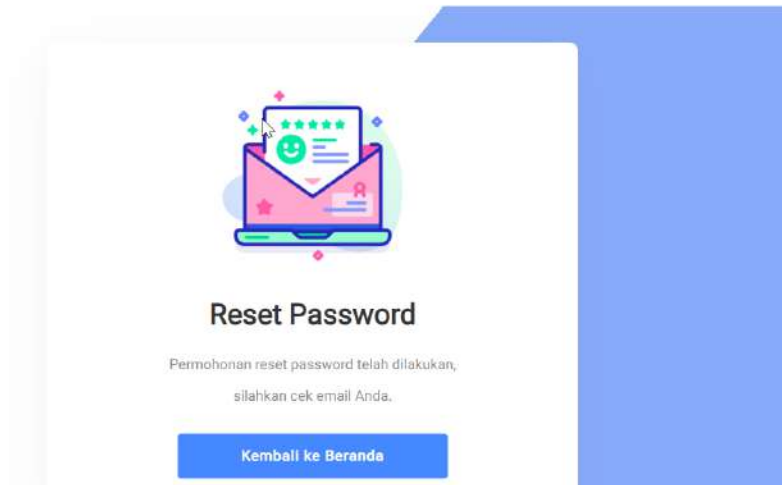 Reset Password
Permohonan reset password telah dilakukan,
silahkan cek email Anda.
Kembali ke Beranda